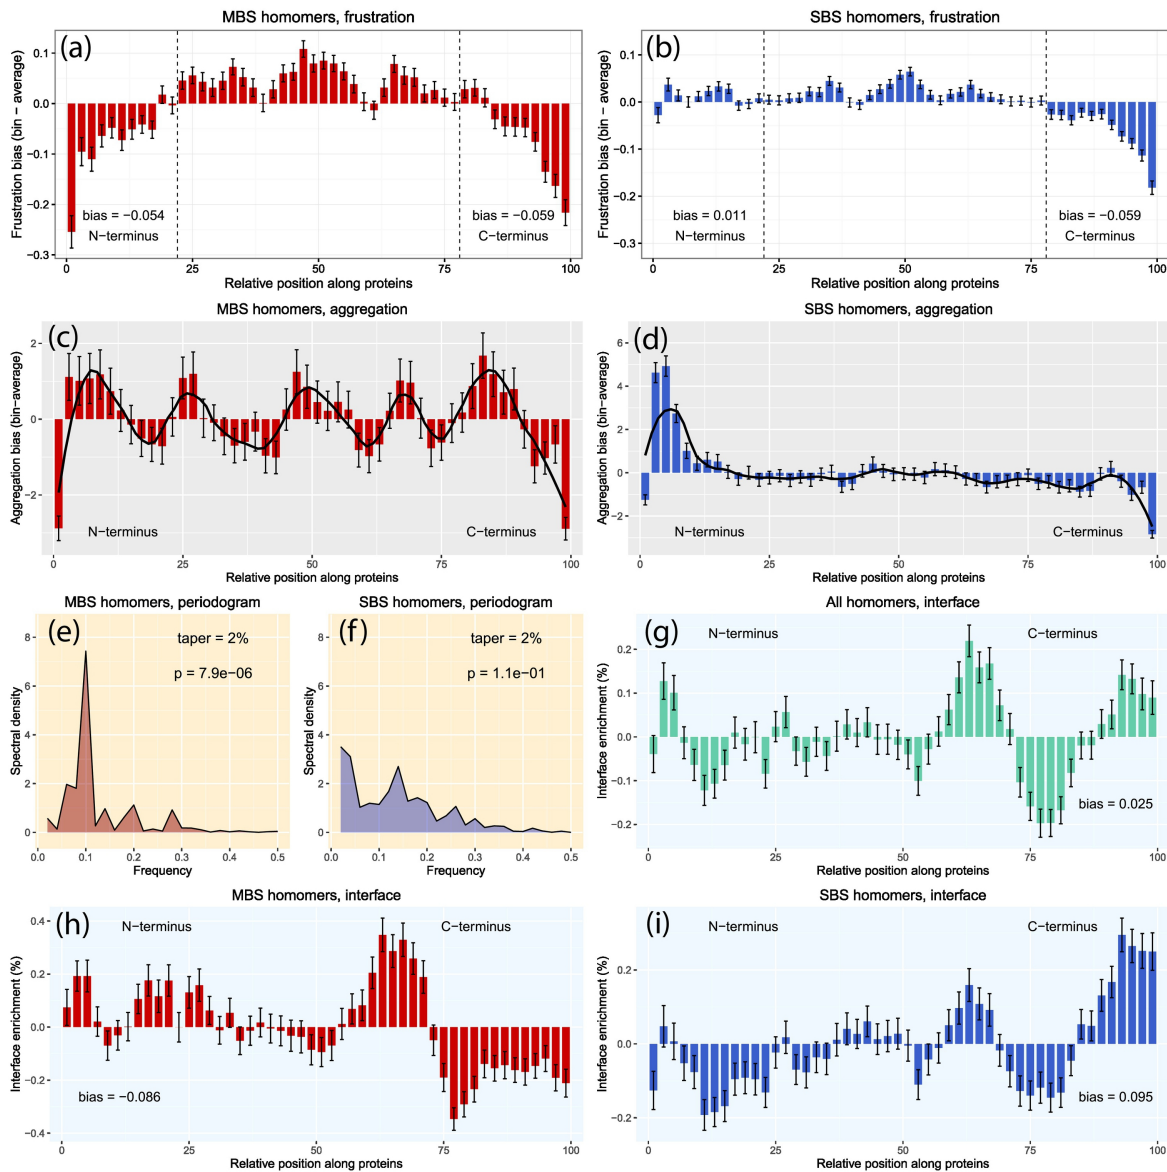 MBS homomers, frustration
(a)
Frustration bias (bin − average)
0.1
0.0
−0.1
−0.2
−0.3
bias = −0.054
N−terminus
bias = −0.059
C−terminus
0
25
50
75
100
Relative position along proteins
SBS homomers, frustration
(b)
Frustration bias (bin − average)
0.1
0.0
−0.1
−0.2
−0.3
bias = 0.011
N−terminus
bias = −0.059
C−terminus
0
25
50
75
100
Relative position along proteins
MBS homomers, aggregation
(c)
Aggregation bias (bin−average)
2
0
−2
N−terminus
C−terminus
0
25
50
75
100
Relative position along proteins
SBS homomers, aggregation
(d)
Aggregation bias (bin−average)
6
4
2
0
−2
N−terminus
C−terminus
0
25
50
75
100
Relative position along proteins
MBS homomers, periodogram
(e)
Spectral density
8
6
4
2
0
taper = 2%
p = 7.9e−06
0.0
0.1
0.2
0.3
0.4
0.5
Frequency
SBS homomers, periodogram
(f)
Spectral density
8
6
4
2
0
taper = 2%
p = 1.1e−01
0.0
0.1
0.2
0.3
0.4
0.5
Frequency
All homomers, interface
(g)
Interface enrichment (%)
0.2
0.1
0.0
−0.1
−0.2
N−terminus
C−terminus
bias = 0.025
0
25
50
75
100
Relative position along proteins
MBS homomers, interface
(h)
Interface enrichment (%)
0.4
0.2
0.0
−0.2
−0.4
N−terminus
C−terminus
bias = −0.086
0
25
50
75
100
Relative position along proteins
SBS homomers, interface
(i)
Interface enrichment (%)
0.2
0.0
−0.2
N−terminus
C−terminus
bias = 0.095
0
25
50
75
100
Relative position along proteins